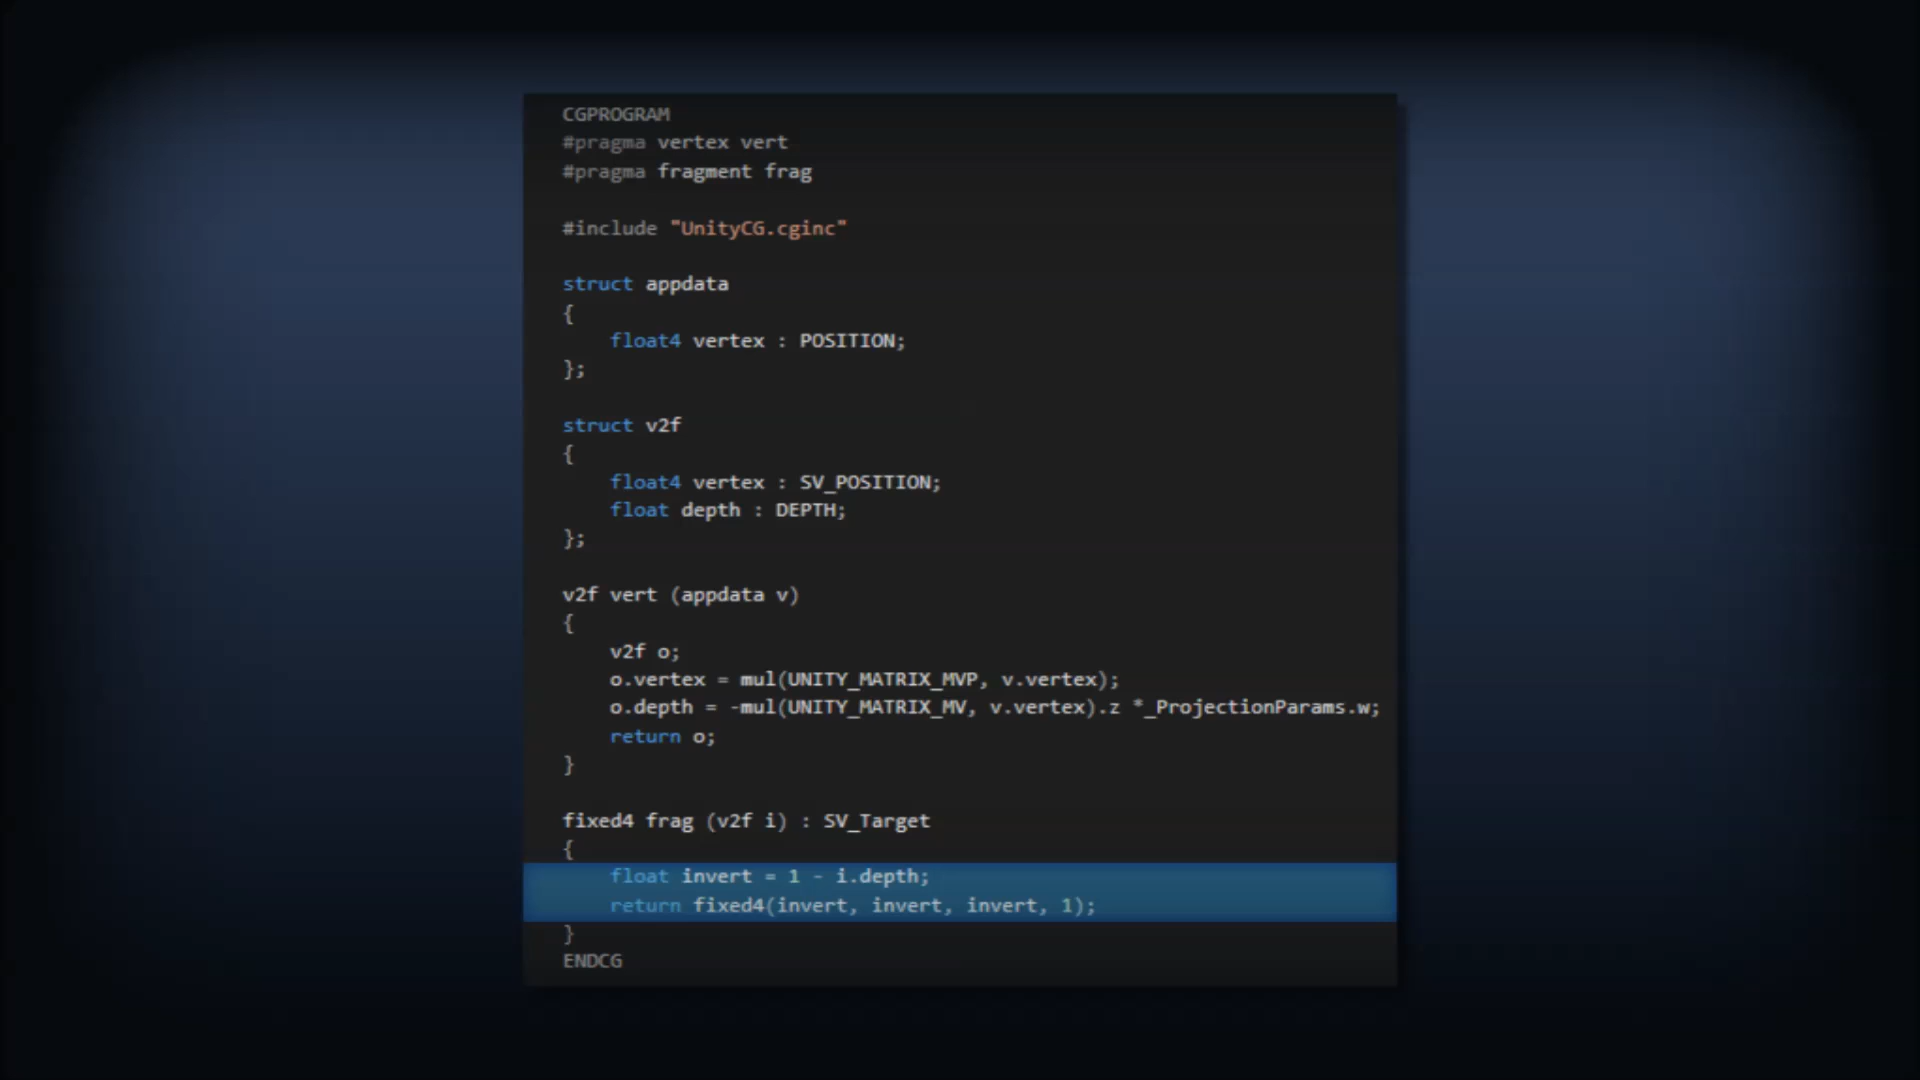 CGPROGRAM
#pragma vertex vert
#pragma fragment frag
#include "UnityCG.cginc"
struct appdata
{
float4 vertex : POSITION;
};
struct v2f
{
float4 vertex : SV_POSITION;
float depth : DEPTH;
};
v2f vert (appdata v)
{
v2f o;
o.vertex = mul(UNITY_MATRIX_MVP, v.vertex);
o.depth = -mul(UNITY_MATRIX_MV, v.vertex).z *_ProjectionParams.w;
return o;
}
fixed4 frag (v2f i) : SV_Target
{
float invert = 1 - i.depth;
return fixed4(invert, invert, invert, 1);
}
ENDCG